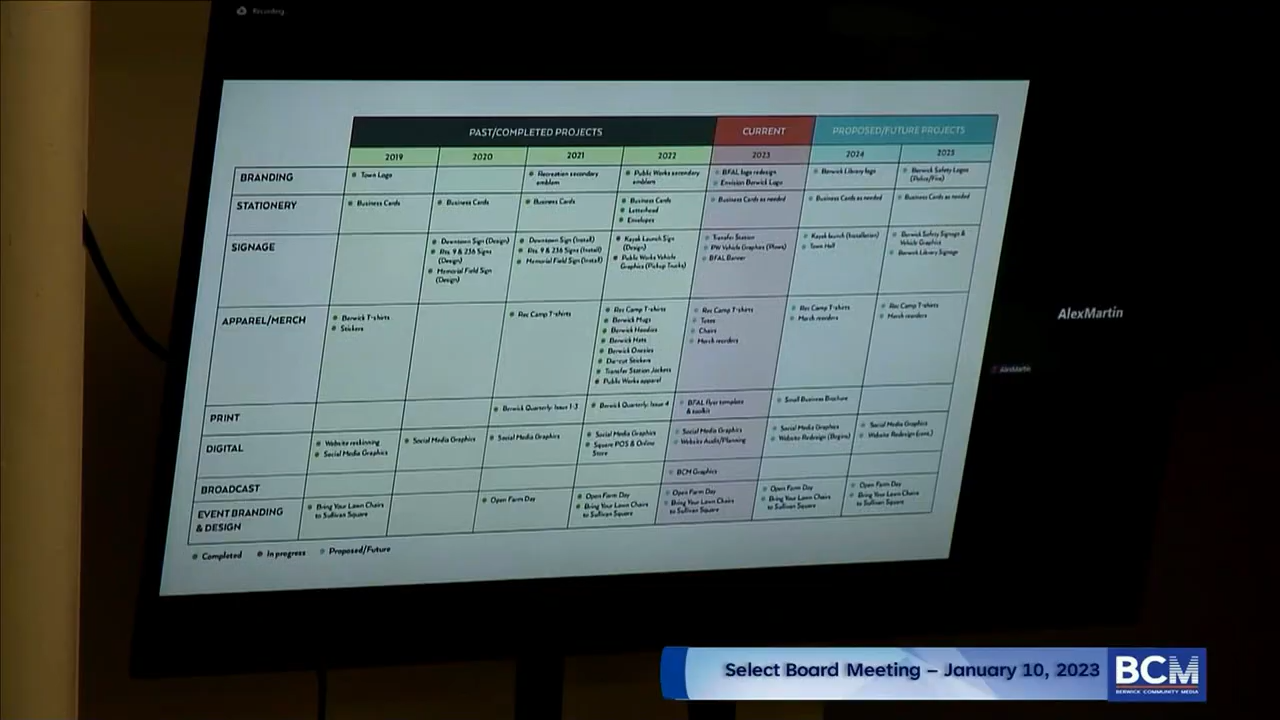 Recording
PAST/COMPLETED PROJECTS CURRENT PROPOSED/FUTURE PROJECTS
2019 2020 2021 2022 2023 2024 2025
BRANDING
Town Logo
Recreation secondary
emblem
Public Works secondary
emblem
BFAL logo redesign
Envision Berwick Logo
Berwick Library logo
Berwick Safety Logos
(Police/Fire)
STATIONERY
Business Cards
Business Cards
Business Cards
Business Cards
Letterhead
Envelopes
Business Cards as needed
Business Cards as needed
Business Cards as needed
SIGNAGE
Downtown Sign (Design)
Rts. 9 & 236 Signs
(Design)
Memorial Field Sign
(Design)
Downtown Sign (Install)
Rts. 9 & 236 Signs (Install)
Memorial Field Sign (Install)
Kayak Launch Sign
(Design)
Public Works Vehicle
Graphics (Pickup Trucks)
Transfer Station
PW Vehicle Graphics (Plows)
BFAL Banner
Kayak launch (Installation)
Town Hall
Berwick Safety Signage &
Vehicle Graphics
Berwick Library Signage
APPAREL/MERCH
Berwick T-shirts
Stickers
Rec Camp T-shirts
Rec Camp T-shirts
Berwick Mugs
Berwick Hoodies
Berwick Hats
Berwick Onesies
Die-cut Stickers
Transfer Station Jackets
Public Works apparel
Rec Camp T-shirts
Totes
Chairs
Merch reorders
Rec Camp T-shirts
Merch reorders
Rec Camp T-shirts
Merch reorders
PRINT
Berwick Quarterly: Issue 1-3
Berwick Quarterly: Issue 4
BFAL flyer template
& toolkit
Small Business Brochure
DIGITAL
Website reskinning
Social Media Graphics
Social Media Graphics
Social Media Graphics
Social Media Graphics
Square POS & Online
Store
Social Media Graphics
Website Audit/Planning
Social Media Graphics
Website Redesign (Begins)
Social Media Graphics
Website Redesign (cont.)
BROADCAST
BCM Graphics
EVENT BRANDING
& DESIGN
Bring Your Lawn Chairs
to Sullivan Square
Open Farm Day
Open Farm Day
Bring Your Lawn Chairs
to Sullivan Square
Open Farm Day
Bring Your Lawn Chairs
to Sullivan Square
Open Farm Day
Bring Your Lawn Chairs
to Sullivan Square
Open Farm Day
Bring Your Lawn Chairs
to Sullivan Square
Completed In progress Proposed/Future
AlexMartin
AlexMartin
Select Board Meeting – January 10, 2023
BCM
BERWICK COMMUNITY MEDIA